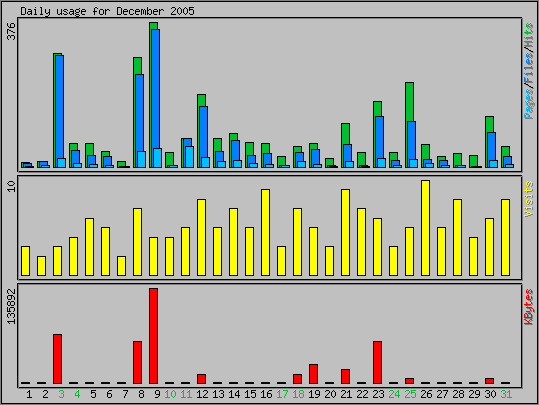 Daily usage for December 2005
376
Pages/Files/Hits
10
Visits
135892
KBytes
1 2 3 4 5 6 7 8 9 10 11 12 13 14 15 16 17 18 19 20 21 22 23 24 25 26 27 28 29 30 31